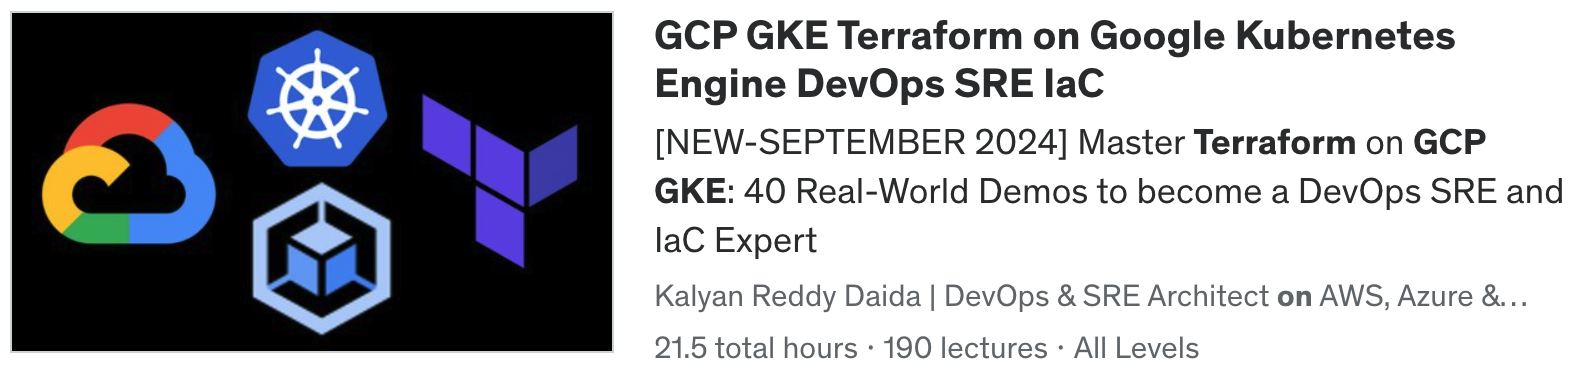 GCP GKE Terraform on Google Kubernetes
Engine DevOps SRE IaC
[NEW-SEPTEMBER 2024] Master Terraform on GCP
GKE: 40 Real-World Demos to become a DevOps SRE and
IaC Expert
Kalyan Reddy Daida | DevOps & SRE Architect on AWS, Azure &...
21.5 total hours · 190 lectures · All Levels